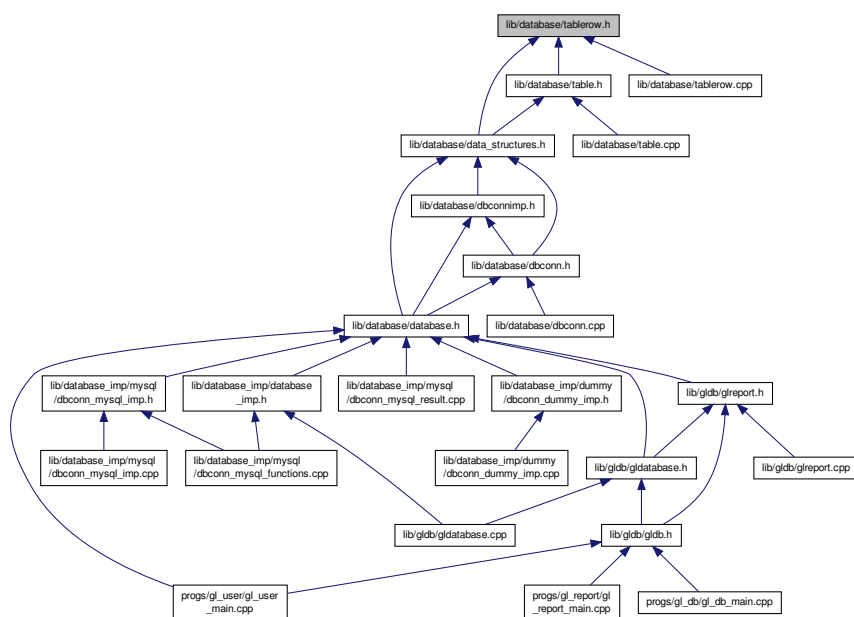 lib/database/tablerow.h
lib/database/table.h
lib/database/tablerow.cpp
lib/database/data_structures.h
lib/database/table.cpp
lib/database/dbconnimp.h
lib/database/dbconn.h
lib/database/database.h
lib/database/dbconn.cpp
lib/database_imp/mysql
/dbconn_mysql_imp.h
lib/database_imp/database
_imp.h
lib/database_imp/mysql
/dbconn_mysql_result.cpp
lib/database_imp/dummy
/dbconn_dummy_imp.h
lib/gldb/glreport.h
lib/database_imp/mysql
/dbconn_mysql_imp.cpp
lib/database_imp/mysql
/dbconn_mysql_functions.cpp
lib/database_imp/dummy
/dbconn_dummy_imp.cpp
lib/gldb/gldatabase.h
lib/gldb/glreport.cpp
lib/gldb/gldatabase.cpp
lib/gldb/gldb.h
progs/gl_user/gl_user
_main.cpp
progs/gl_report/gl
_report_main.cpp
progs/gl_db/gl_db_main.cpp